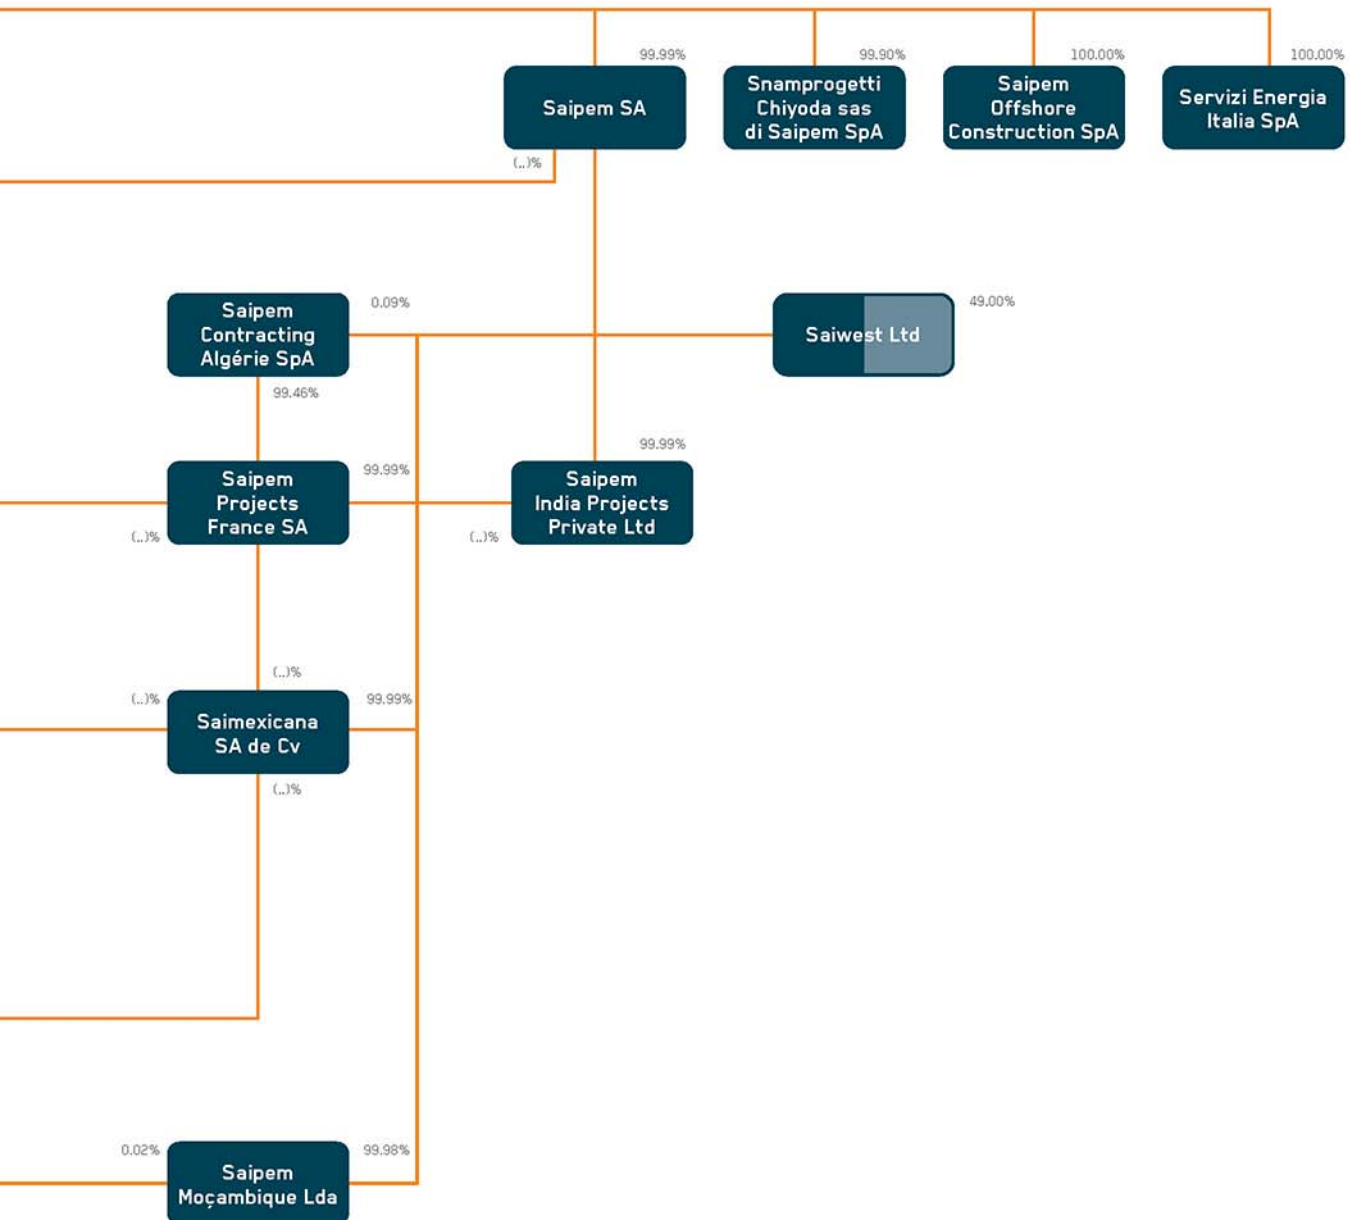 99.99%
99.90%
100.00%
100.00%
Saipem SA
Snamprogetti
Chiyoda sas
di Saipem SpA
Saipem
Offshore
Construction SpA
Servizi Energia
Italia SpA
(..)%
Saipem
Contracting
Algérie SpA
0.09%
Saiwest Ltd
49.00%
99.46%
99.99%
Saipem
Projects
France SA
99.99%
Saipem
India Projects
Private Ltd
(..)%
(..)%
(..)%
(..)%
99.99%
Saimexicana
SA de Cv
(..)%
0.02%
99.98%
Saipem
Moçambique Lda